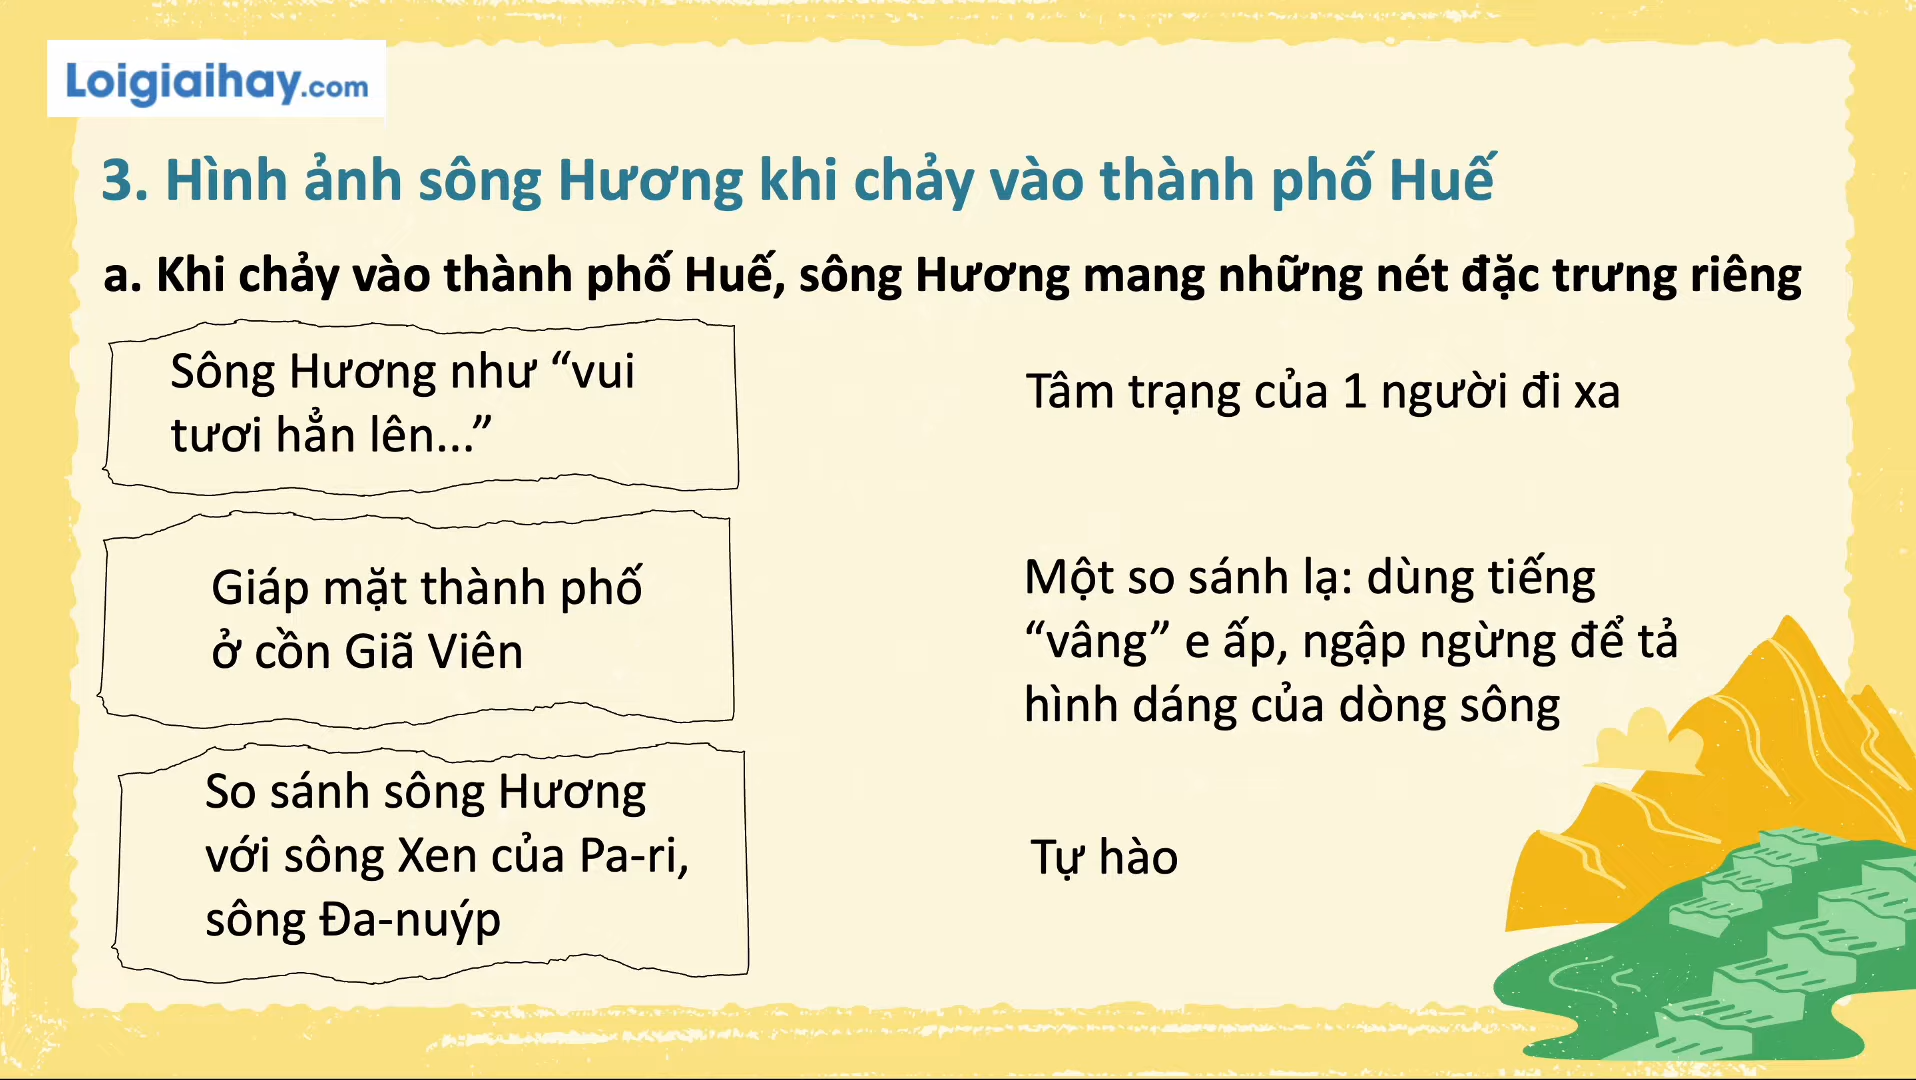 Loigiaihay.com
3. Hình ảnh sông Hương khi chảy vào thành phố Huế
a. Khi chảy vào thành phố Huế, sông Hương mang những nét đặc trưng riêng
Sông Hương như “vui
tươi hẳn lên...”
Tâm trạng của 1 người đi xa
Giáp mặt thành phố
ở cồn Giã Viên
Một so sánh lạ: dùng tiếng
“vâng” e ấp, ngập ngừng để tả
hình dáng của dòng sông
So sánh sông Hương
với sông Xen của Pa-ri,
sông Đa-nuýp
Tự hào